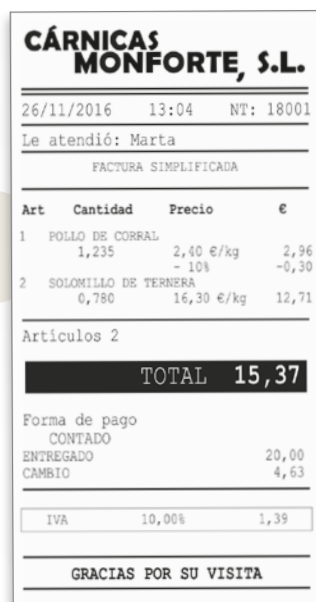 CÁRNICAS
MONFORTE, S.L.
26/11/2016 13:04 NT: 18001
Le atendió: Marta
FACTURA SIMPLIFICADA
Art Cantidad Precio €
1 POLLO DE CORRAL
1,235 2,40 €/kg 2,96
- 10% -0,30
2 SOLOMILLO DE TERNERA
0,780 16,30 €/kg 12,71
Artículos 2
TOTAL 15,37
Forma de pago
CONTADO
ENTREGADO 20,00
CAMBIO 4,63
IVA 10,00% 1,39
GRACIAS POR SU VISITA